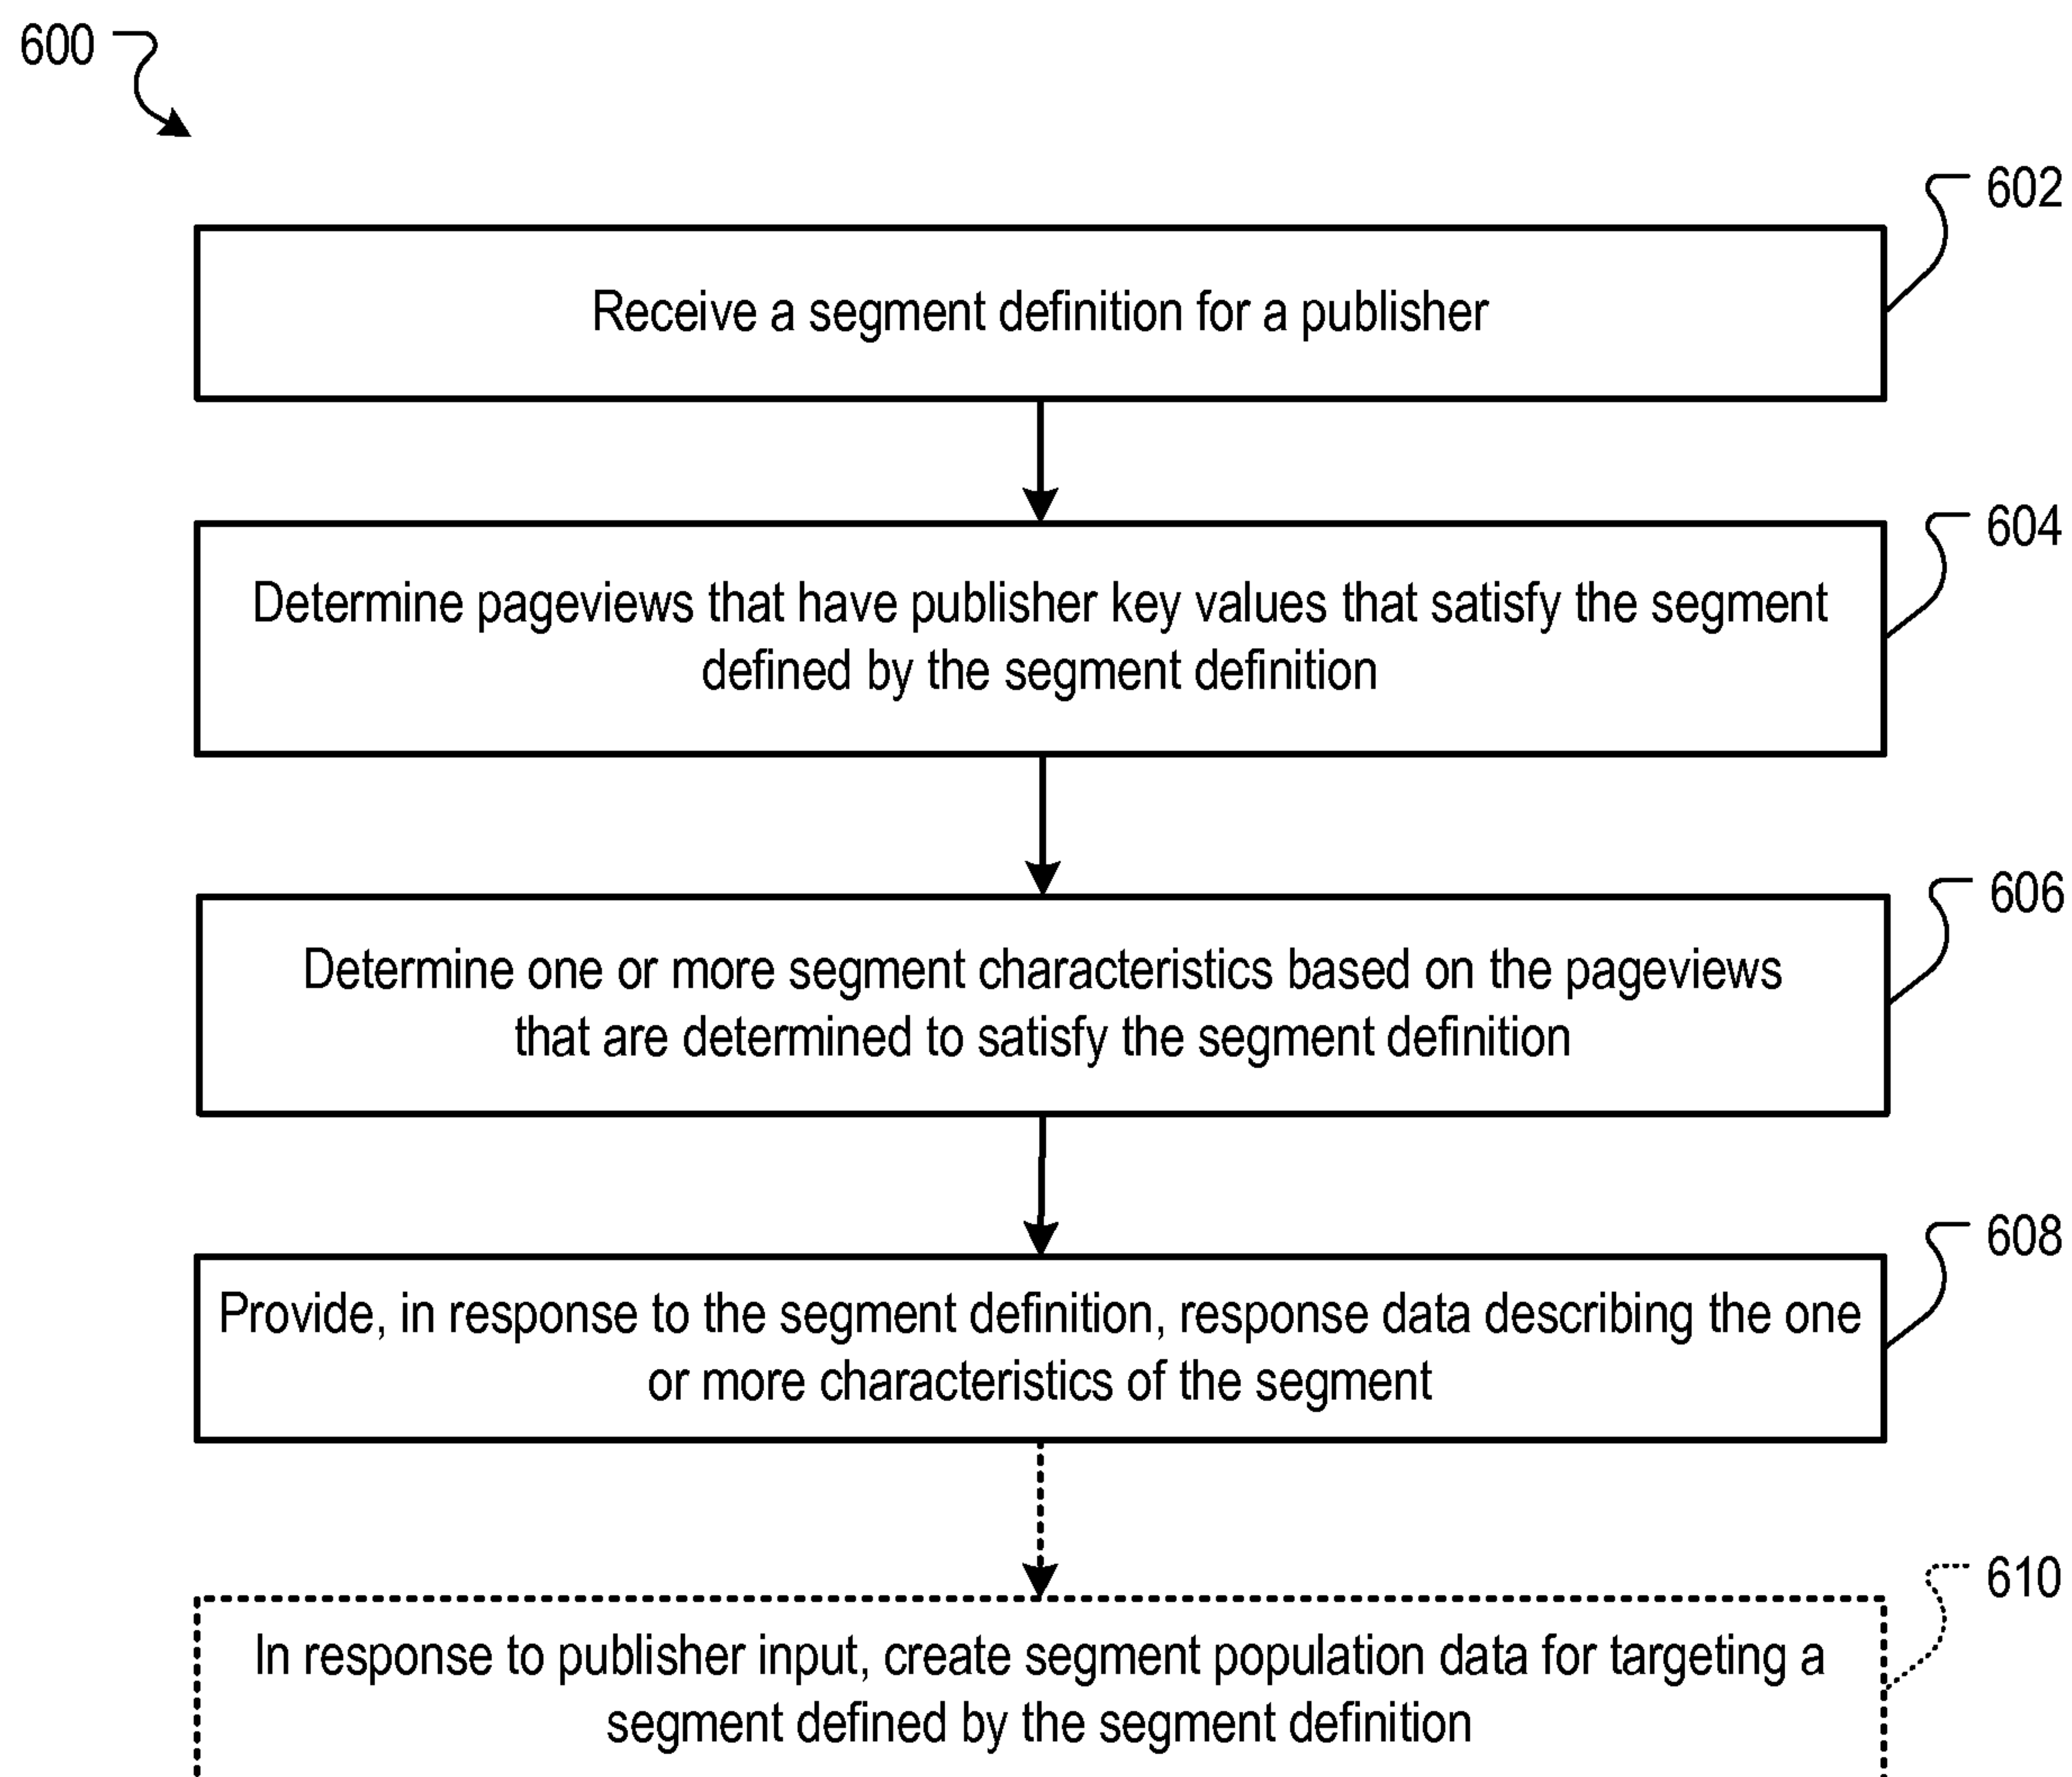 600
602
Receive a segment definition for a publisher
604
Determine pageviews that have publisher key values that satisfy the segment
defined by the segment definition
606
Determine one or more segment characteristics based on the pageviews
that are determined to satisfy the segment definition
608
Provide, in response to the segment definition, response data describing the one
or more characteristics of the segment
610
In response to publisher input, create segment population data for targeting a
segment defined by the segment definition